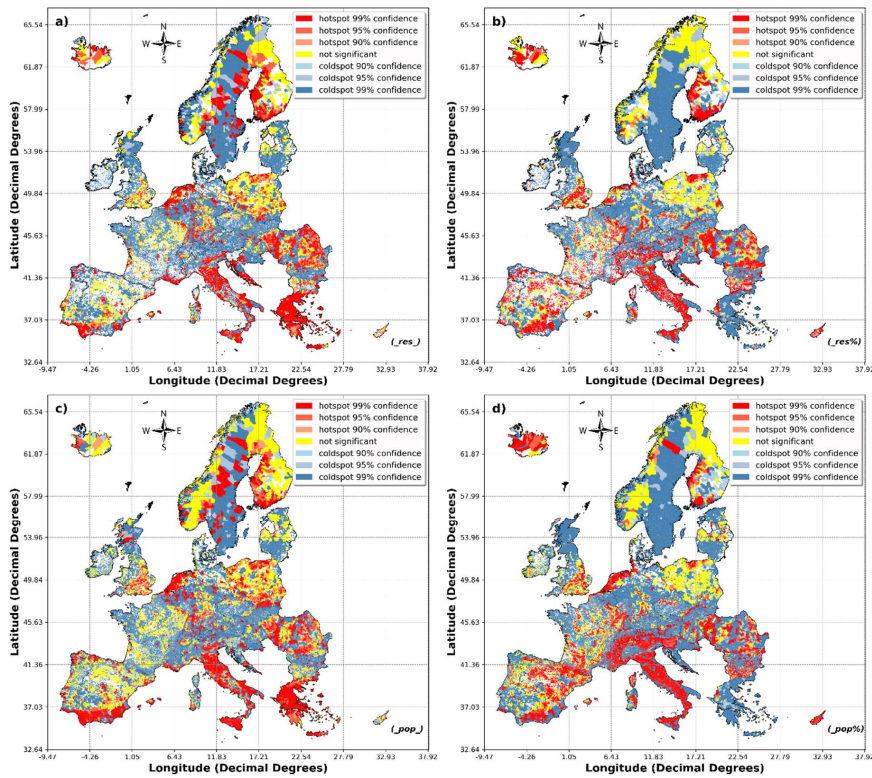 a)
N
W E
S
hotspot 99% confidence
hotspot 95% confidence
hotspot 90% confidence
not significant
coldspot 90% confidence
coldspot 95% confidence
coldspot 99% confidence
Latitude (Decimal Degrees)
65.54
61.87
57.99
53.96
49.84
45.63
41.36
37.03
32.64
(_res_)
-9.47 -4.26 1.05 6.43 11.83 17.21 22.54 27.79 32.93 37.92
Longitude (Decimal Degrees)
b)
N
W E
S
hotspot 99% confidence
hotspot 95% confidence
hotspot 90% confidence
not significant
coldspot 90% confidence
coldspot 95% confidence
coldspot 99% confidence
Latitude (Decimal Degrees)
65.54
61.87
57.99
53.96
49.84
45.63
41.36
37.03
32.64
(_res%)
-9.47 -4.26 1.05 6.43 11.83 17.21 22.54 27.79 32.93 37.92
Longitude (Decimal Degrees)
c)
N
W E
S
hotspot 99% confidence
hotspot 95% confidence
hotspot 90% confidence
not significant
coldspot 90% confidence
coldspot 95% confidence
coldspot 99% confidence
Latitude (Decimal Degrees)
65.54
61.87
57.99
53.96
49.84
45.63
41.36
37.03
32.64
(_pop_)
-9.47 -4.26 1.05 6.43 11.83 17.21 22.54 27.79 32.93 37.92
Longitude (Decimal Degrees)
d)
N
W E
S
hotspot 99% confidence
hotspot 95% confidence
hotspot 90% confidence
not significant
coldspot 90% confidence
coldspot 95% confidence
coldspot 99% confidence
Latitude (Decimal Degrees)
65.54
61.87
57.99
53.96
49.84
45.63
41.36
37.03
32.64
(_pop%)
-9.47 -4.26 1.05 6.43 11.83 17.21 22.54 27.79 32.93 37.92
Longitude (Decimal Degrees)